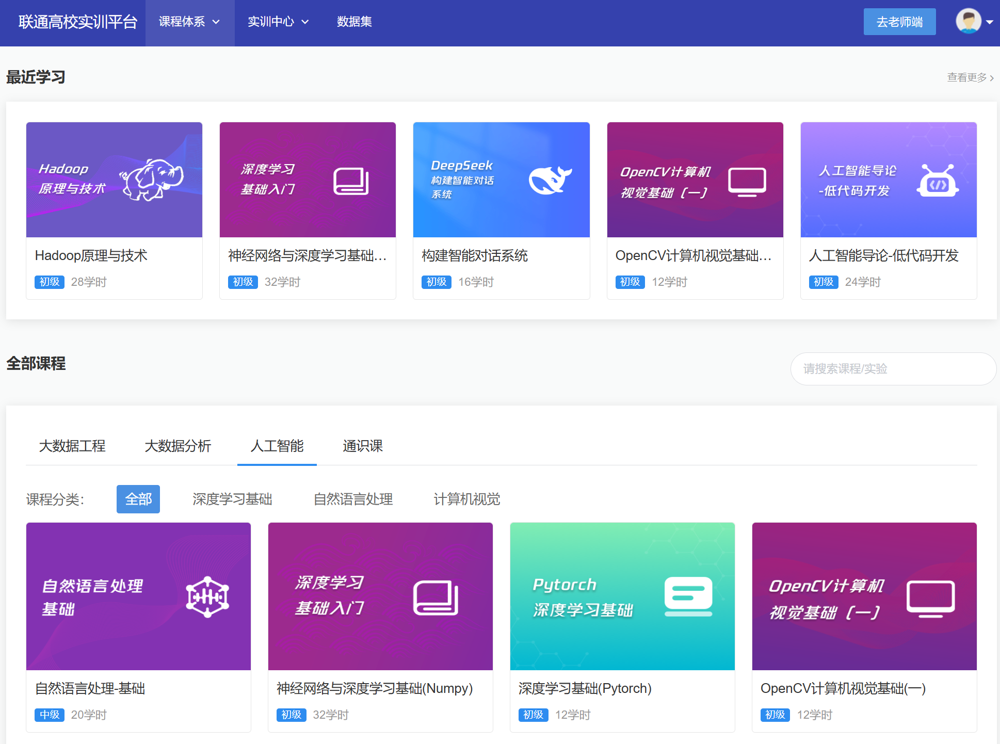 联通高校实训平台
课程体系
实训中心
数据集
去老师端
最近学习
查看更多
Hadoop
原理与技术
深度学习
基础入门
DeepSeek
构建智能对话
系统
OpenCV计算机
视觉基础（一）
人工智能导论
-低代码开发
Hadoop原理与技术
神经网络与深度学习基础...
构建智能对话系统
OpenCV计算机视觉基础...
人工智能导论-低代码开发
初级 28学时
初级 32学时
初级 16学时
初级 12学时
初级 24学时
全部课程
请搜索课程/实验
大数据工程
大数据分析
人工智能
通识课
课程分类：
全部
深度学习基础
自然语言处理
计算机视觉
自然语言处理
基础
深度学习
基础入门
Pytorch
深度学习基础
OpenCV计算机
视觉基础（一）
自然语言处理-基础
神经网络与深度学习基础(Numpy)
深度学习基础(Pytorch)
OpenCV计算机视觉基础(一)
中级 20学时
初级 32学时
初级 12学时
初级 12学时